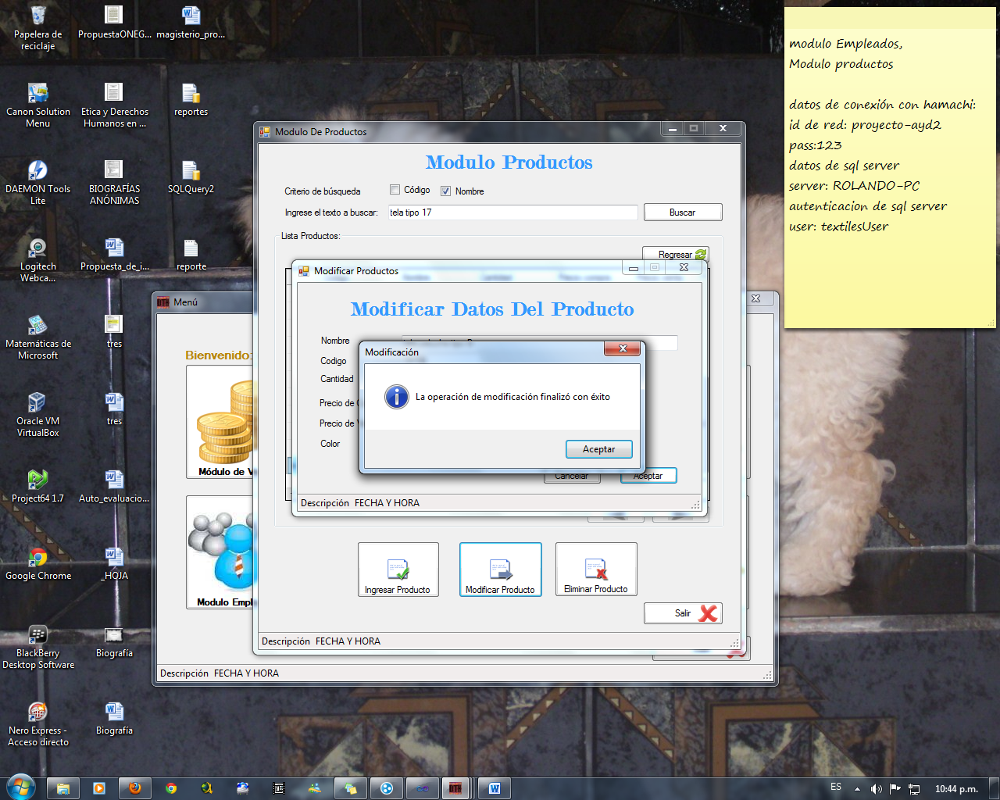 Papelera de
reciclaje
PropuestaONEG...
magisterio_pro...
Canon Solution
Menu
Etica y Derechos
Humanos en ...
reportes
DAEMON Tools
Lite
BIOGRAFÍAS
ANÓNIMAS
SQLQuery2
Logitech
Webca...
Propuesta_de_i...
reporte
Matemáticas de
Microsoft
tres
Oracle VM
VirtualBox
tres
Project64 1.7
Auto_evaluacio...
Google Chrome
_HOJA
BlackBerry
Desktop Software
Biografía
Nero Express -
Acceso directo
Biografía
modulo Empleados,
Modulo productos
datos de conexión con hamachi:
id de red: proyecto-ayd2
pass:123
datos de sql server
server: ROLANDO-PC
autenticacion de sql server
user: textilesUser
Menú
Bienvenido:
Módulo de V
Modulo Empl
Descripción FECHA Y HORA
Modulo De Productos
Modulo Productos
Criterio de búsqueda
Código
Nombre
Ingrese el texto a buscar:
tela tipo 17
Buscar
Lista Productos:
Regresar
Ingresar Producto
Modificar Producto
Eliminar Producto
Salir
Descripción FECHA Y HORA
Modificar Productos
Modificar Datos Del Producto
Nombre
Codigo
Cantidad
Precio de
Precio de
Color
Cancelar
Aceptar
Descripción FECHA Y HORA
Modificación
La operación de modificación finalizó con éxito
Aceptar
ES
10:44 p.m.